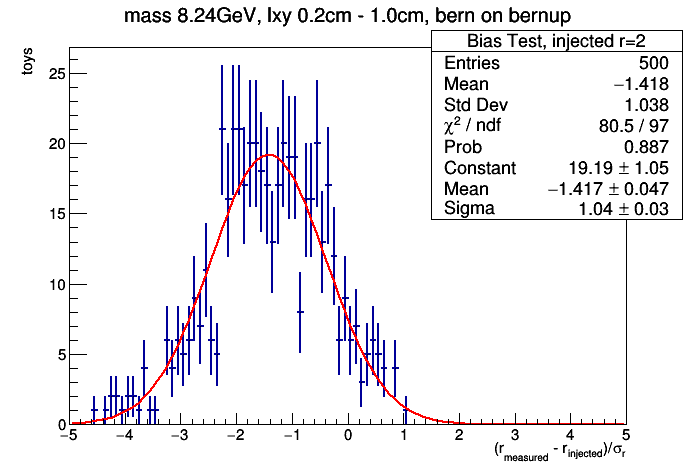 mass 8.24GeV, lxy 0.2cm - 1.0cm, bern on bernup
toys
Bias Test, injected r=2
Entries 500
Mean −1.418
Std Dev 1.038
χ² / ndf 80.5 / 97
Prob 0.887
Constant 19.19 ± 1.05
Mean −1.417 ± 0.047
Sigma 1.04 ± 0.03
25
20
15
10
5
0
−5 −4 −3 −2 −1 0 1 2 3 4 5
(r_measured - r_injected)/σ_r